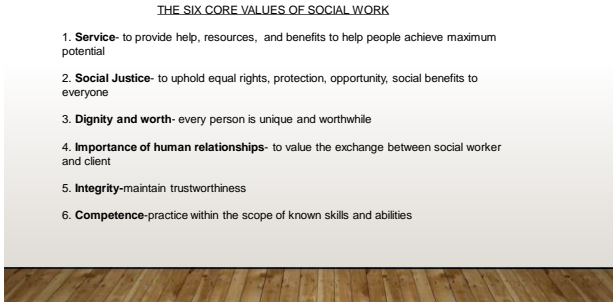 THE SIX CORE VALUES OF SOCIAL WORK
1. Service- to provide help, resources, and benefits to help people achieve maximum
potential
2. Social Justice- to uphold equal rights, protection, opportunity, social benefits to
everyone
3. Dignity and worth- every person is unique and worthwhile
4. Importance of human relationships- to value the exchange between social worker
and client
5. Integrity-maintain trustworthiness
6. Competence-practice within the scope of known skills and abilities